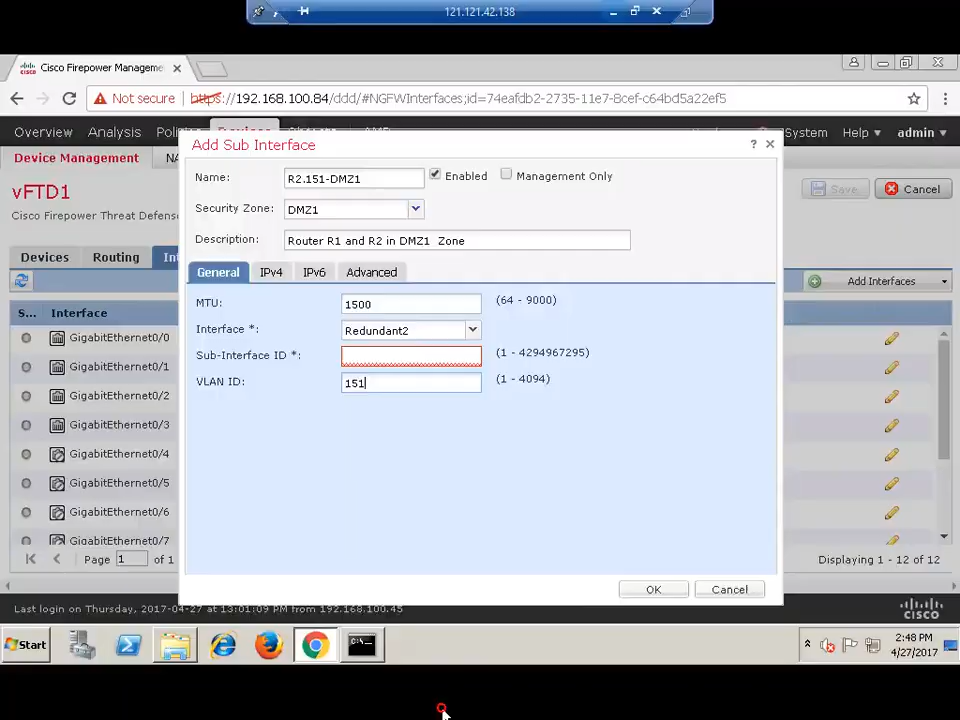 121.121.42.138
Cisco Firepower Manageme
Not secure
https://192.168.100.84/ddd/#NGFWInterfaces;id=74eafdb2-2735-11e7-8cef-c64bd5a22ef5
Overview
Analysis
System
Help
admin
Device Management
NA
Add Sub Interface
?
vFTD1
Cisco Firepower Threat Defens
Save
Cancel
Name:
R2.151-DMZ1
Enabled
Management Only
Security Zone:
DMZ1
Description:
Router R1 and R2 in DMZ1 Zone
Devices
Routing
General
IPv4
IPv6
Advanced
Add Interfaces
S...
Interface
MTU:
1500
(64 - 9000)
Interface *:
Redundant2
Sub-Interface ID *:
(1 - 4294967295)
VLAN ID:
151
(1 - 4094)
GigabitEthernet0/0
GigabitEthernet0/1
GigabitEthernet0/2
GigabitEthernet0/3
GigabitEthernet0/4
GigabitEthernet0/5
GigabitEthernet0/6
GigabitEthernet0/7
Page
1
of 1
Displaying 1 - 12 of 12
OK
Cancel
Last login on Thursday, 2017-04-27 at 13:01:09 PM from 192.168.100.45
cisco
Start
2:48 PM
4/27/2017